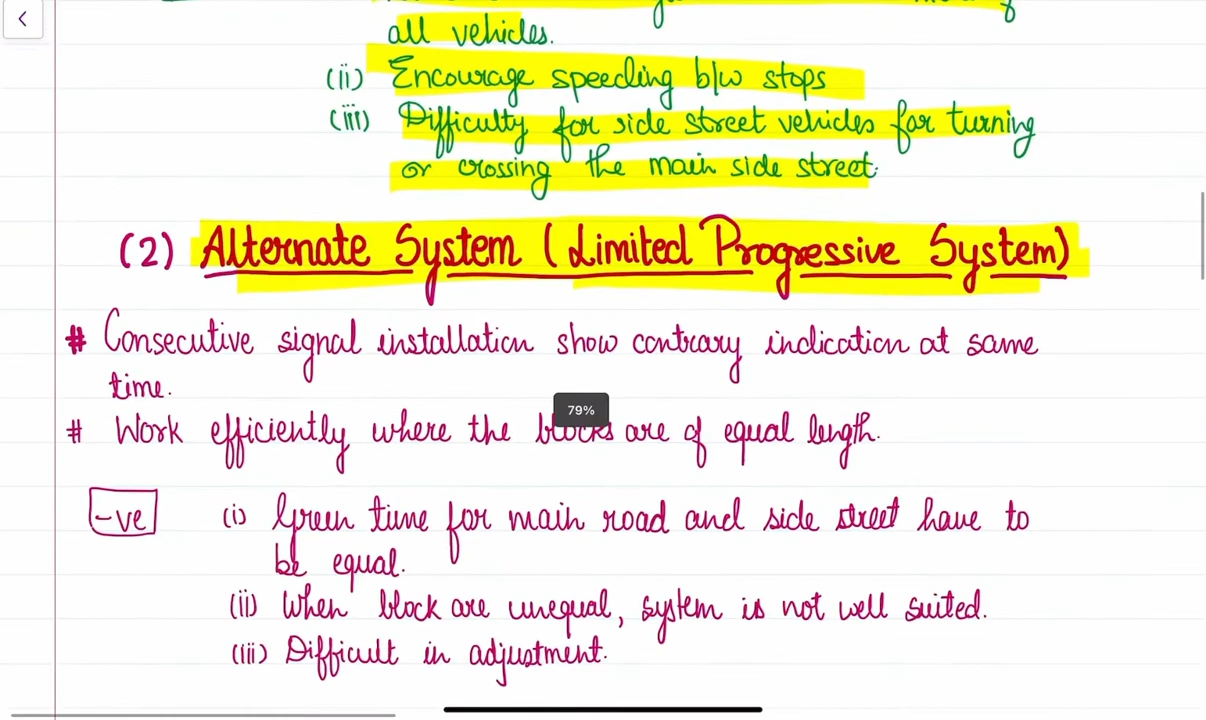 all vehicles.
(ii) Encourage speeding b/w stops
(iii) Difficulty for side street vehicles for turning
or crossing the main side street.
(2) Alternate System (Limited Progressive System)
# Consecutive signal installation show contrary indication at same
time.
79%
# Work efficiently where the blocks are of equal length.
-ve (i) Green time for main road and side street have to
be equal.
(ii) When block are unequal, system is not well suited.
(iii) Difficult in adjustment.